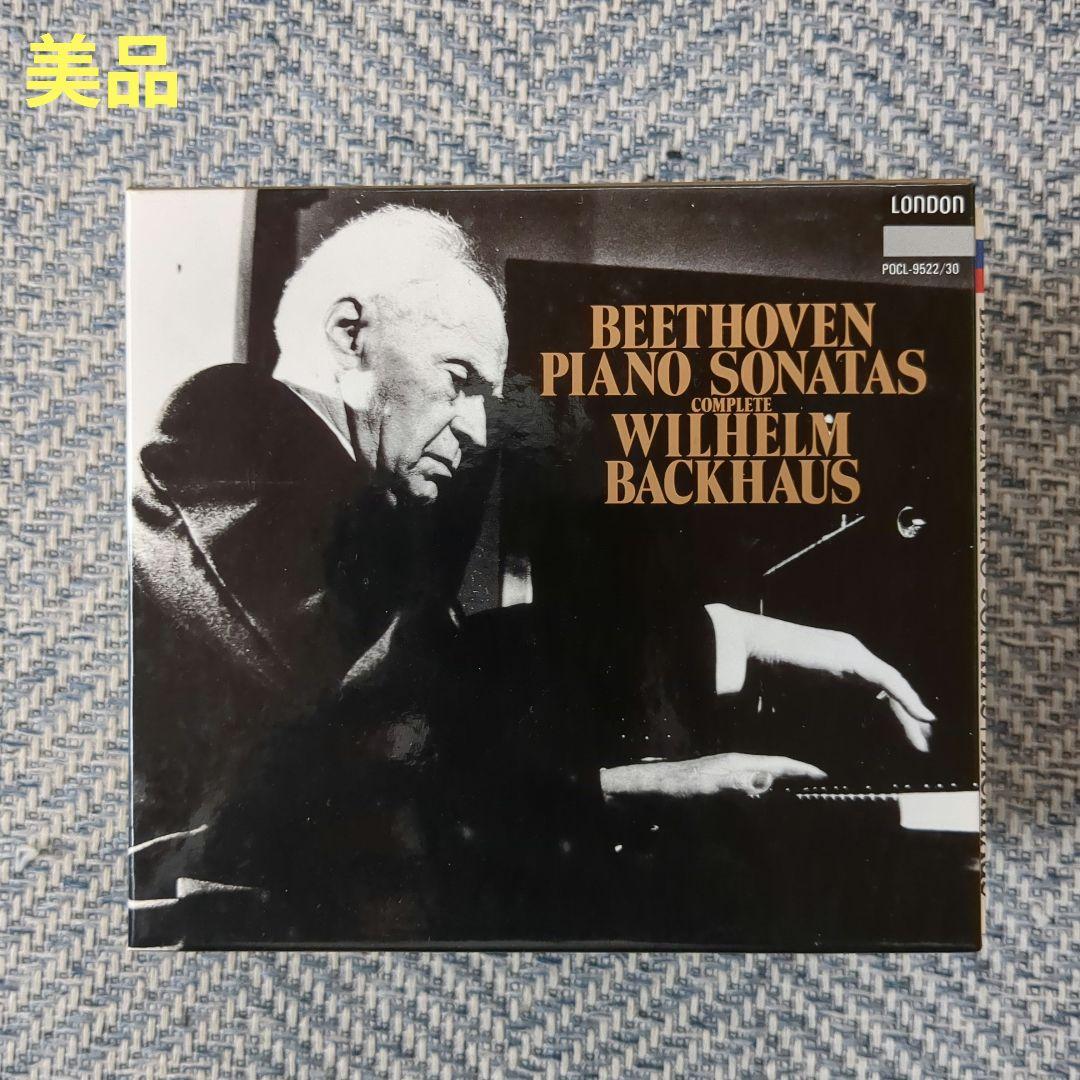 美品
LONDON
POCL-9522/30
BEETHOVEN
PIANO SONATAS
COMPLETE
WILHELM
BACKHAUS